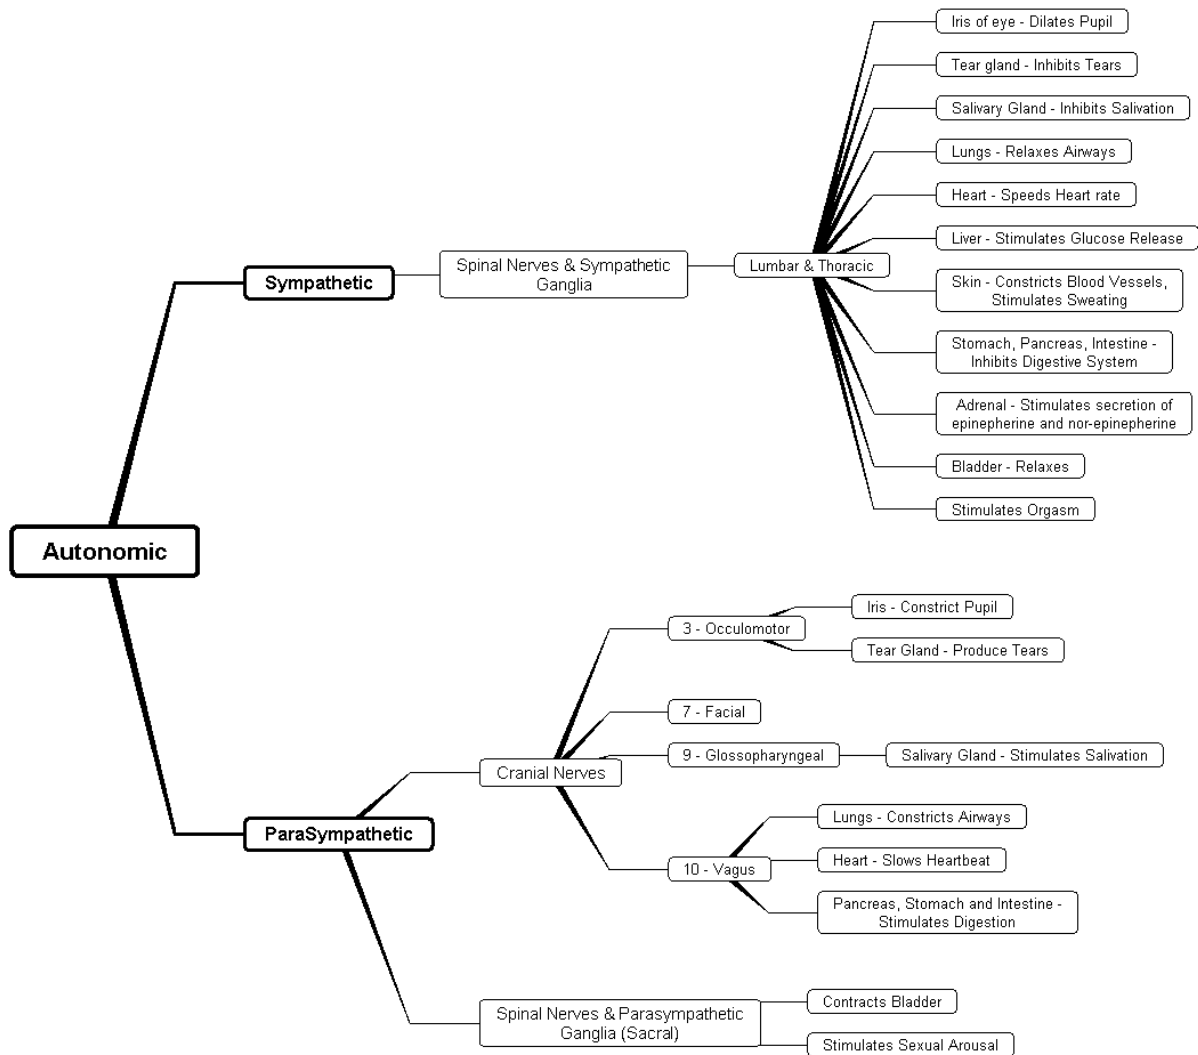 Iris of eye - Dilates Pupil
Tear gland - Inhibits Tears
Salivary Gland - Inhibits Salivation
Lungs - Relaxes Airways
Heart - Speeds Heart rate
Liver - Stimulates Glucose Release
Spinal Nerves & Sympathetic
Ganglia
Lumbar & Thoracic
Sympathetic
Skin - Constricts Blood Vessels,
Stimulates Sweating
Stomach, Pancreas, Intestine -
Inhibits Digestive System
Adrenal - Stimulates secretion of
epinepherine and nor-epinepherine
Bladder - Relaxes
Stimulates Orgasm
Autonomic
Iris - Constrict Pupil
3 - Occulomotor
Tear Gland - Produce Tears
7 - Facial
9 - Glossopharyngeal
Salivary Gland - Stimulates Salivation
Cranial Nerves
Lungs - Constricts Airways
ParaSympathetic
Heart - Slows Heartbeat
10 - Vagus
Pancreas, Stomach and Intestine -
Stimulates Digestion
Contracts Bladder
Spinal Nerves & Parasympathetic
Ganglia (Sacral)
Stimulates Sexual Arousal